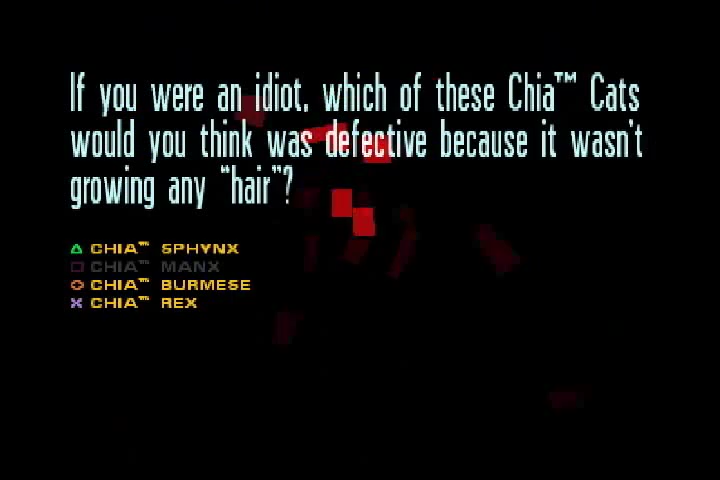 If you were an idiot, which of these Chia™ Cats
would you think was defective because it wasn't
growing any "hair"?
CHIA™ SPHYNX
CHIA™ MANX
CHIA™ BURMESE
CHIA™ REX